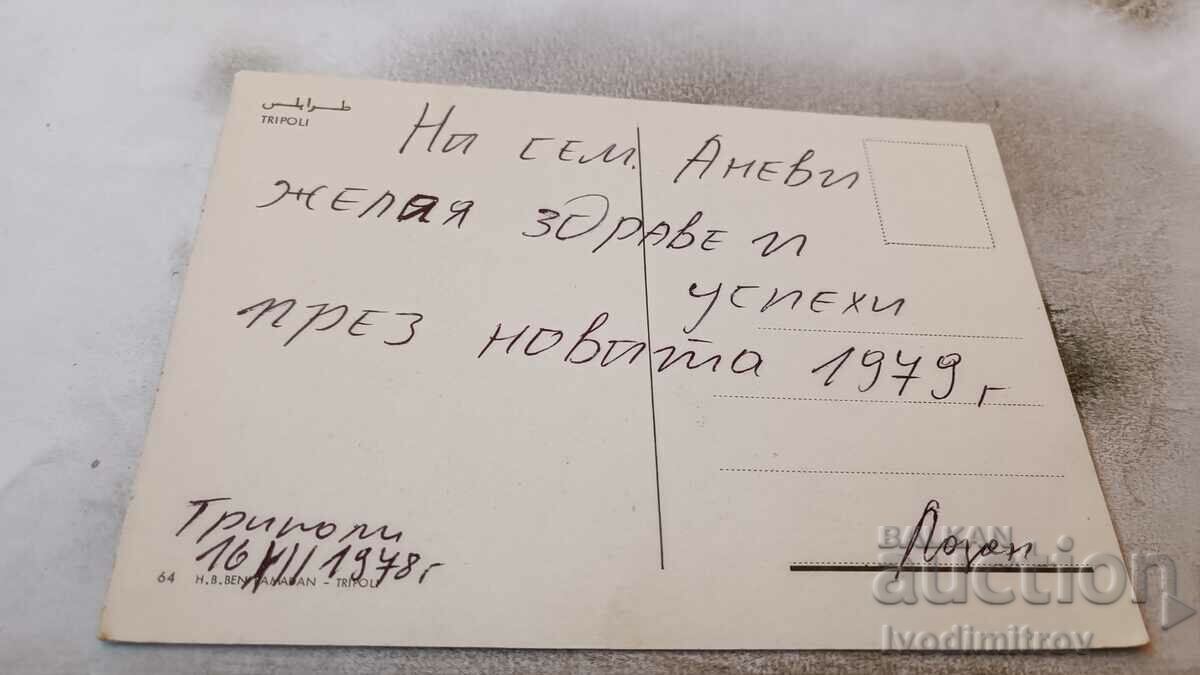 طرابلس
TRIPOLI
На сем. Аневи
желая здраве и
успехи
през новата 1979 г
Триполи
16 XII 1978 г
64 H.B.BEN RAMADAN - TRIPOLI
BALKAN
auction
Ivodimitrov